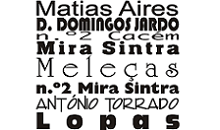 Matias Aires
D. DOMINGOS JARDO
n.º2 Cacém
Mira Sintra
Meleças
n.º2 Mira Sintra
ANTÓNIO TORRADO
Lopas